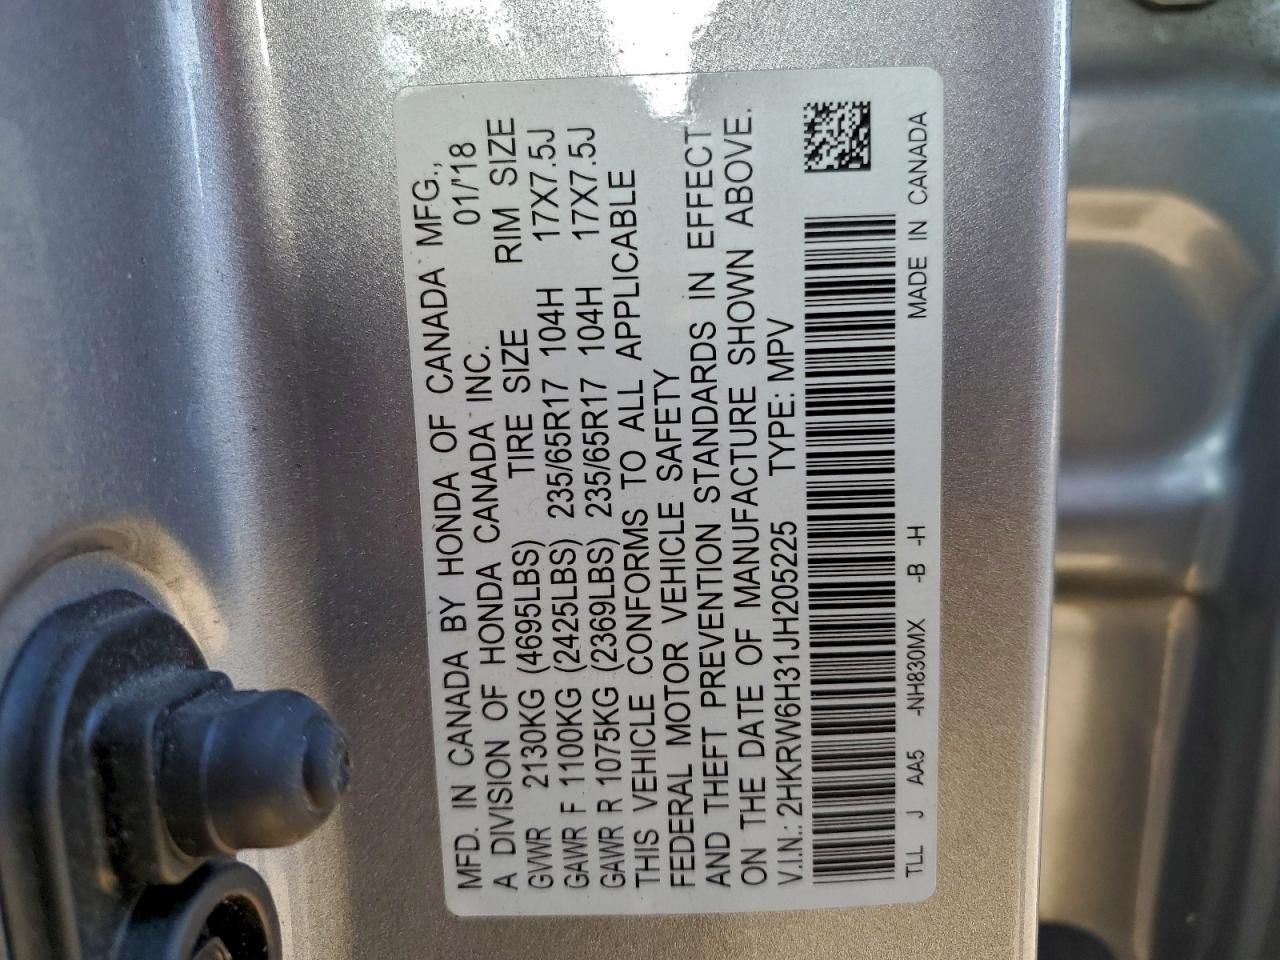 MFD. IN CANADA BY HONDA OF CANADA MFG.,
A DIVISION OF HONDA CANADA INC. 01/'18
GVWR 2130KG (4695LBS) TIRE SIZE RIM SIZE
GAWR F 1100KG (2425LBS) 235/65R17 104H 17X7.5J
GAWR R 1075KG (2369LBS) 235/65R17 104H 17X7.5J
THIS VEHICLE CONFORMS TO ALL APPLICABLE
FEDERAL MOTOR VEHICLE SAFETY
AND THEFT PREVENTION STANDARDS IN EFFECT
ON THE DATE OF MANUFACTURE SHOWN ABOVE.
V.I.N.: 2HKRW6H31JH205225 TYPE: MPV
TLL J AA5 -NH830MX -B -H MADE IN CANADA